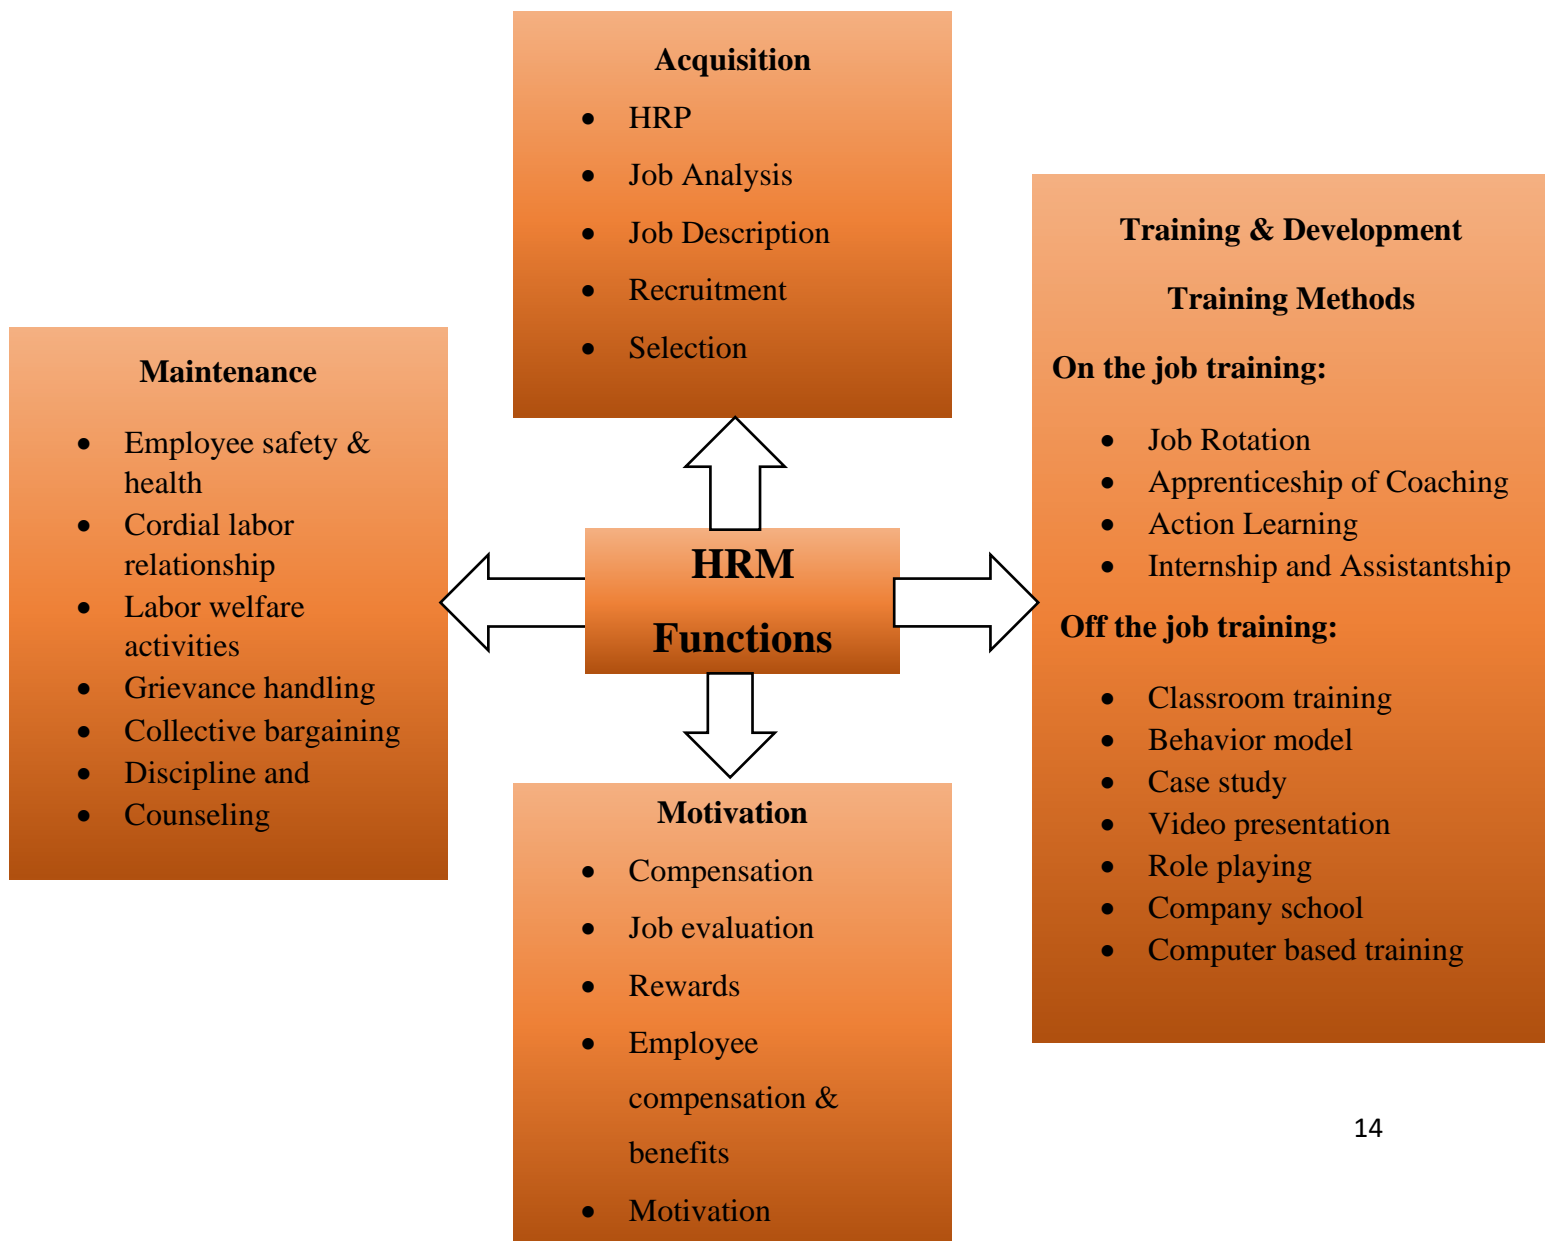 Acquisition
• HRP
• Job Analysis
• Job Description
• Recruitment
• Selection
Maintenance
• Employee safety &
health
• Cordial labor
relationship
• Labor welfare
activities
• Grievance handling
• Collective bargaining
• Discipline and
• Counseling
HRM
Functions
Training & Development
Training Methods
On the job training:
• Job Rotation
• Apprenticeship of Coaching
• Action Learning
• Internship and Assistantship
Off the job training:
• Classroom training
• Behavior model
• Case study
• Video presentation
• Role playing
• Company school
• Computer based training
Motivation
• Compensation
• Job evaluation
• Rewards
• Employee
compensation &
benefits
• Motivation
14